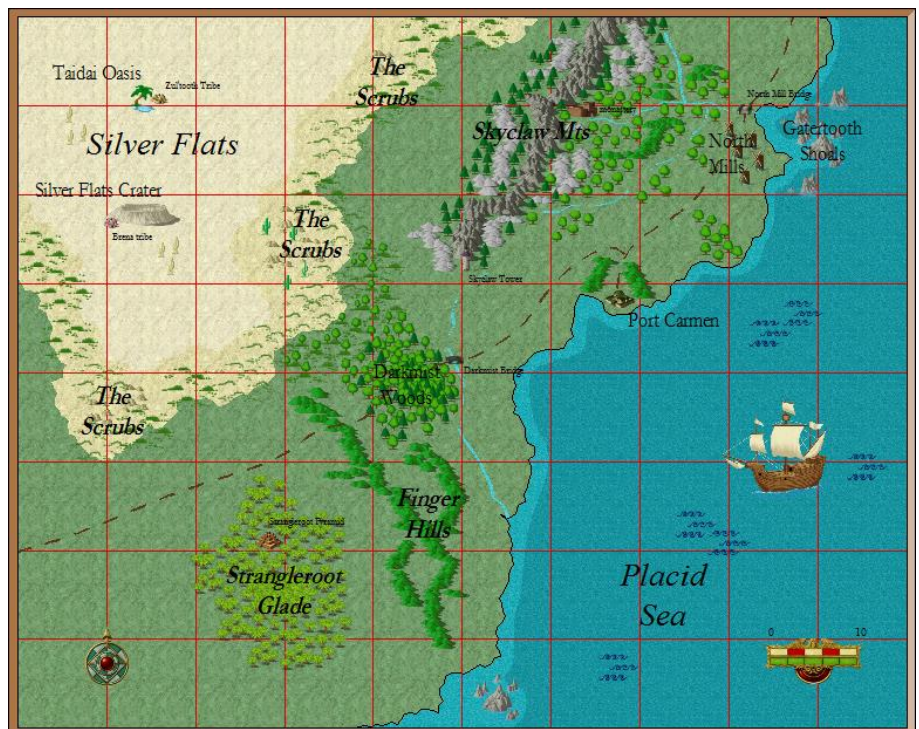 Taidai Oasis
Zultooth Tribe
The
Scrubs
North Mill Bridge
Silver Flats
Skyclaw Mts
North
Mills
Gatertooth
Shoals
Silver Flats Crater
Brena tribe
The
Scrubs
Skyclaw Tower
Port Carmen
Darkmist
Woods
Darkmist Bridge
The
Scrubs
Finger
Hills
Strangleroot Pyramid
Strangleroot
Glade
Placid
Sea
0 10